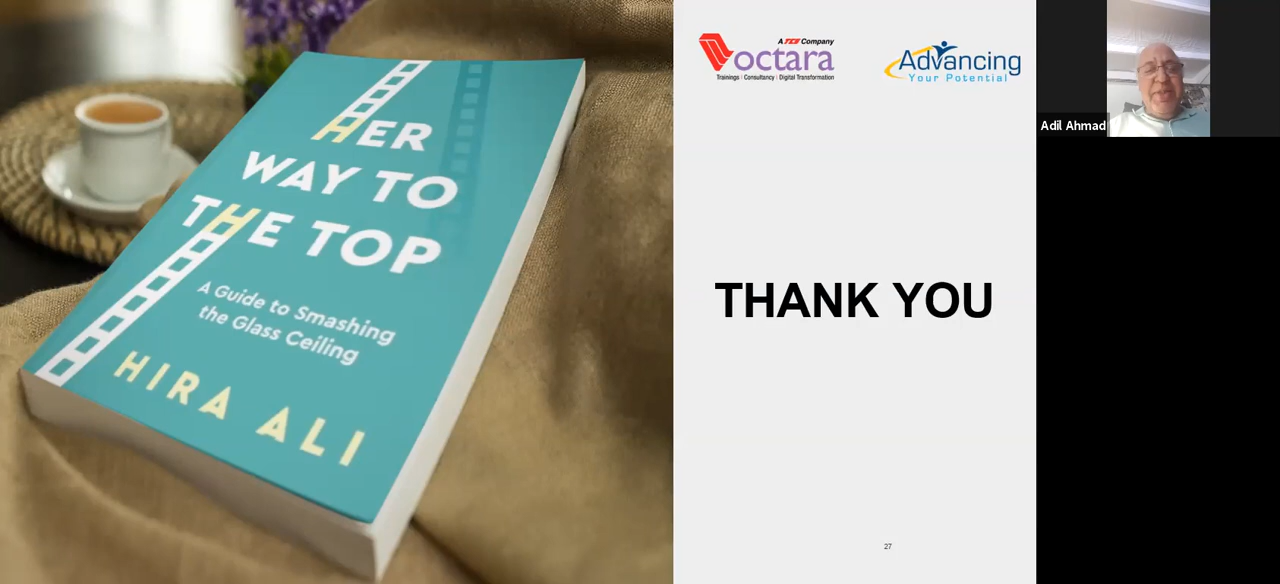 HER
WAY TO
THE TOP
A Guide to Smashing
the Glass Ceiling
HIRA ALI
A TCS Company
octara
Trainings | Consultancy | Digital Transformation
Advancing
Your Potential
THANK YOU
27
Adil Ahmad